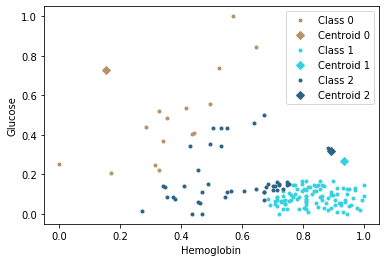 1.0
0.8
0.6
0.4
0.2
0.0
Glucose
0.0 0.2 0.4 0.6 0.8 1.0
Hemoglobin
Class 0
Centroid 0
Class 1
Centroid 1
Class 2
Centroid 2